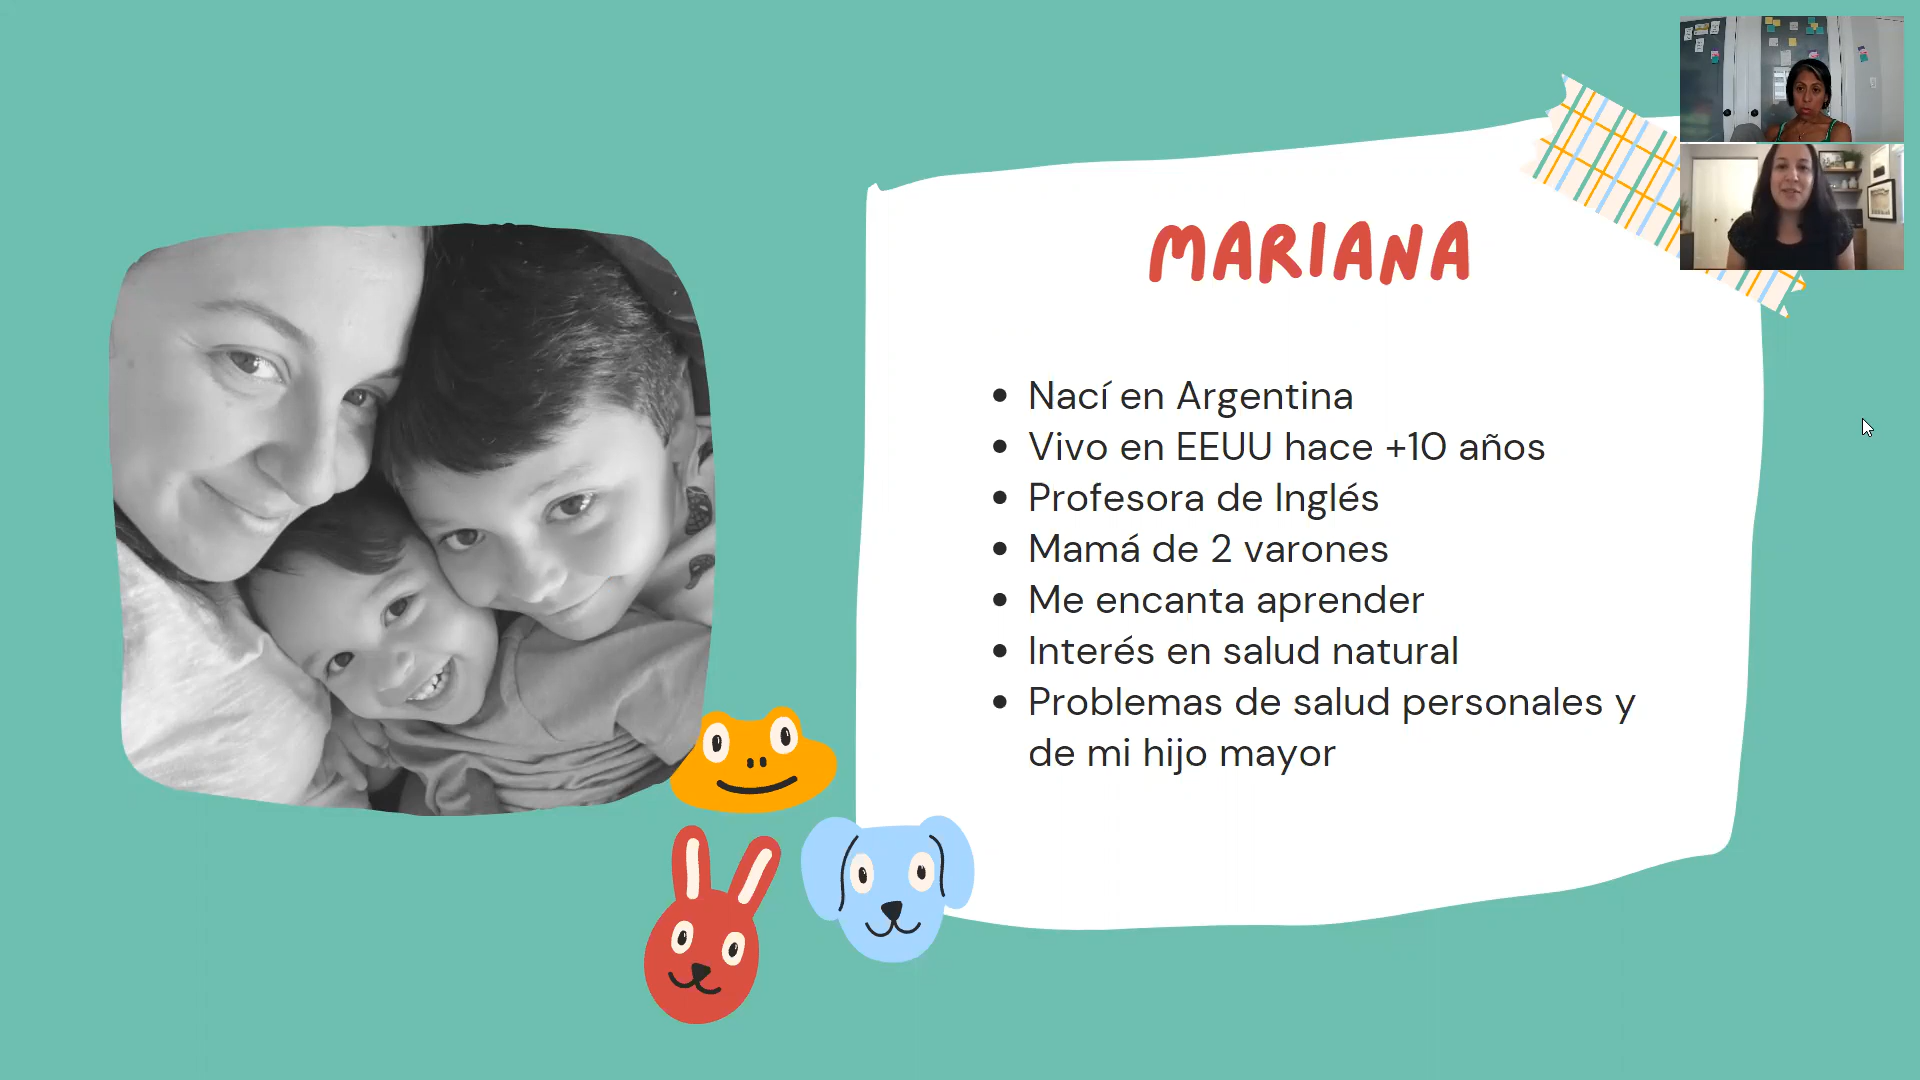 MARIANA
Nací en Argentina
Vivo en EEUU hace +10 años
Profesora de Inglés
Mamá de 2 varones
Me encanta aprender
Interés en salud natural
Problemas de salud personales y
de mi hijo mayor